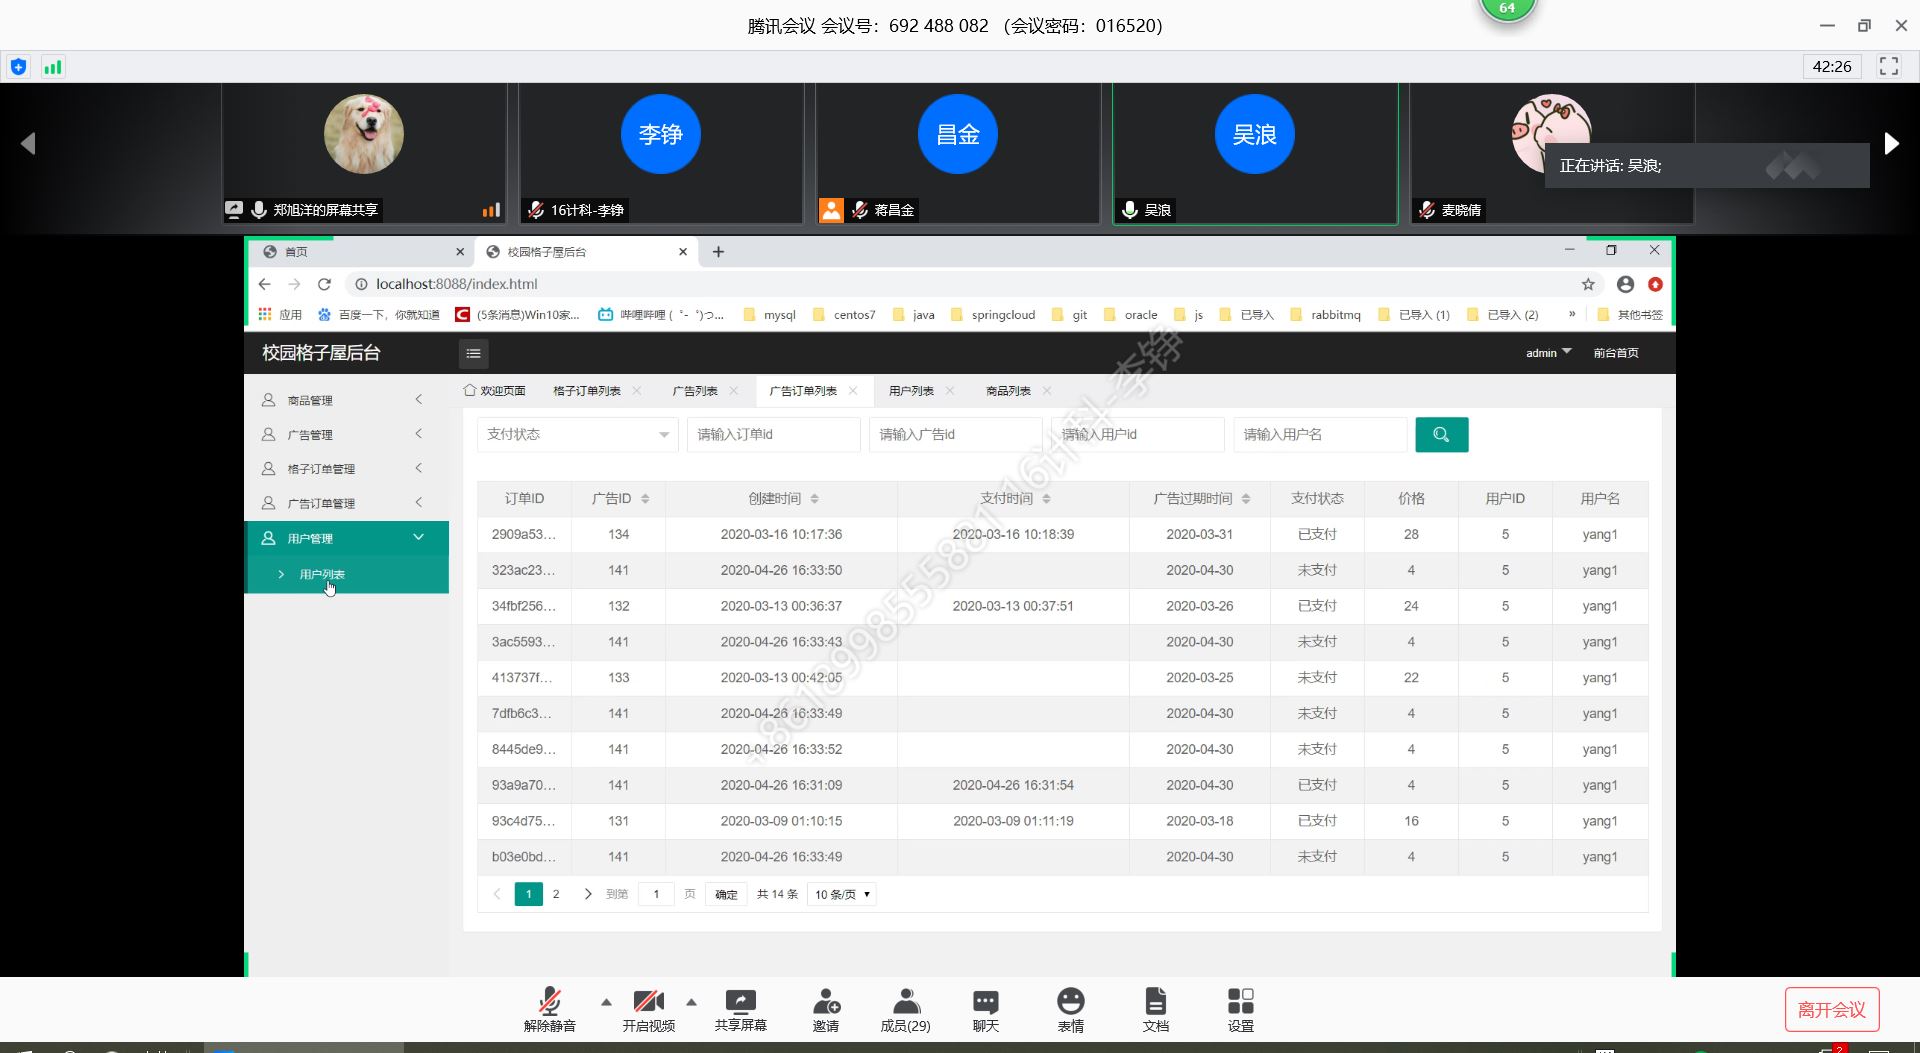 腾讯会议 会议号：692 488 082 （会议密码：016520）
64
42:26
李铮
昌金
吴浪
正在讲话: 吴浪;
郑旭洋的屏幕共享
16计科-李铮
蒋昌金
吴浪
麦晓倩
首页
校园格子屋后台
localhost:8088/index.html
应用
百度一下，你就知道
(5条消息)Win10家...
哔哩哔哩 ( ゜- ゜)つ...
mysql
centos7
java
springcloud
git
oracle
js
已导入
rabbitmq
已导入 (1)
已导入 (2)
»
其他书签
校园格子屋后台
admin
前台首页
商品管理
广告管理
格子订单管理
广告订单管理
用户管理
用户列表
欢迎页面
格子订单列表
广告列表
广告订单列表
用户列表
商品列表
支付状态
请输入订单id
请输入广告id
请输入用户id
请输入用户名
订单ID 广告ID 创建时间 支付时间 广告过期时间 支付状态 价格 用户ID 用户名
2909a53... 134 2020-03-16 10:17:36 2020-03-16 10:18:39 2020-03-31 已支付 28 5 yang1
323ac23... 141 2020-04-26 16:33:50 2020-04-30 未支付 4 5 yang1
34fbf256... 132 2020-03-13 00:36:37 2020-03-13 00:37:51 2020-03-26 已支付 24 5 yang1
3ac5593... 141 2020-04-26 16:33:43 2020-04-30 未支付 4 5 yang1
413737f... 133 2020-03-13 00:42:05 2020-03-25 未支付 22 5 yang1
7dfb6c3... 141 2020-04-26 16:33:49 2020-04-30 未支付 4 5 yang1
8445de9... 141 2020-04-26 16:33:52 2020-04-30 未支付 4 5 yang1
93a9a70... 141 2020-04-26 16:31:09 2020-04-26 16:31:54 2020-04-30 已支付 4 5 yang1
93c4d75... 131 2020-03-09 01:10:15 2020-03-09 01:11:19 2020-03-18 已支付 16 5 yang1
b03e0bd... 141 2020-04-26 16:33:49 2020-04-30 未支付 4 5 yang1
1 2 到第 1 页 确定 共 14 条 10 条/页
解除静音
开启视频
共享屏幕
邀请
成员(29)
聊天
表情
文档
设置
离开会议
2